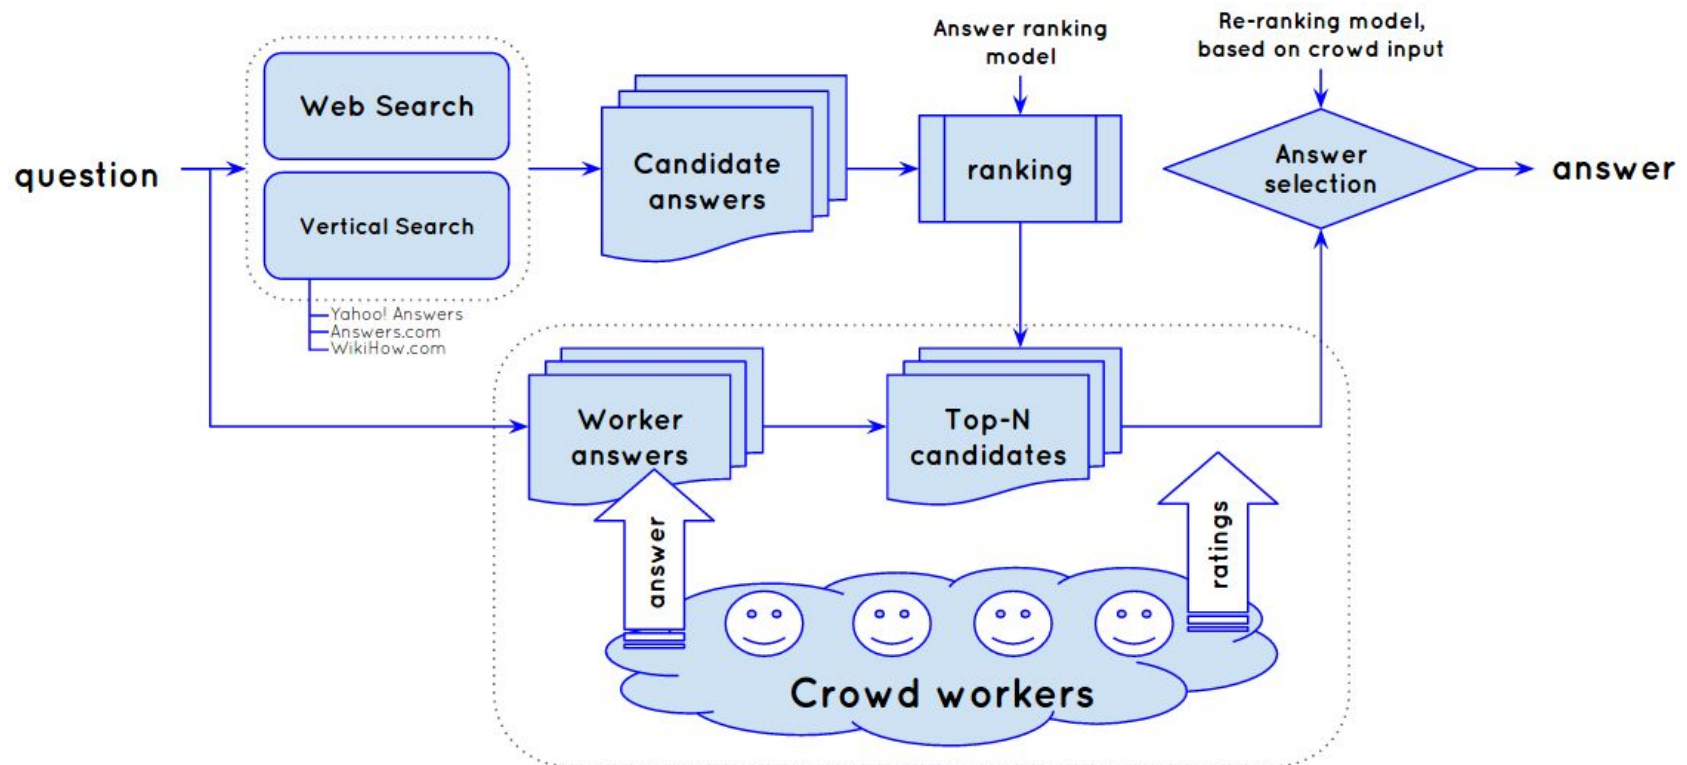 question
Web Search
Vertical Search
Yahoo! Answers
Answers.com
WikiHow.com
Candidate
answers
Answer ranking
model
ranking
Re-ranking model,
based on crowd input
Answer
selection
answer
Worker
answers
Top-N
candidates
answer
ratings
Crowd workers